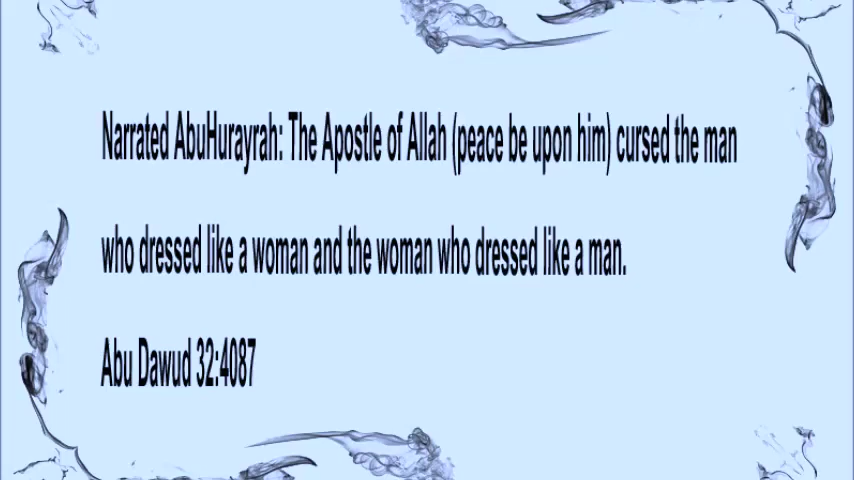 Narrated AbuHurayrah: The Apostle of Allah (peace be upon him) cursed the man
who dressed like a woman and the woman who dressed like a man.
Abu Dawud 32:4087